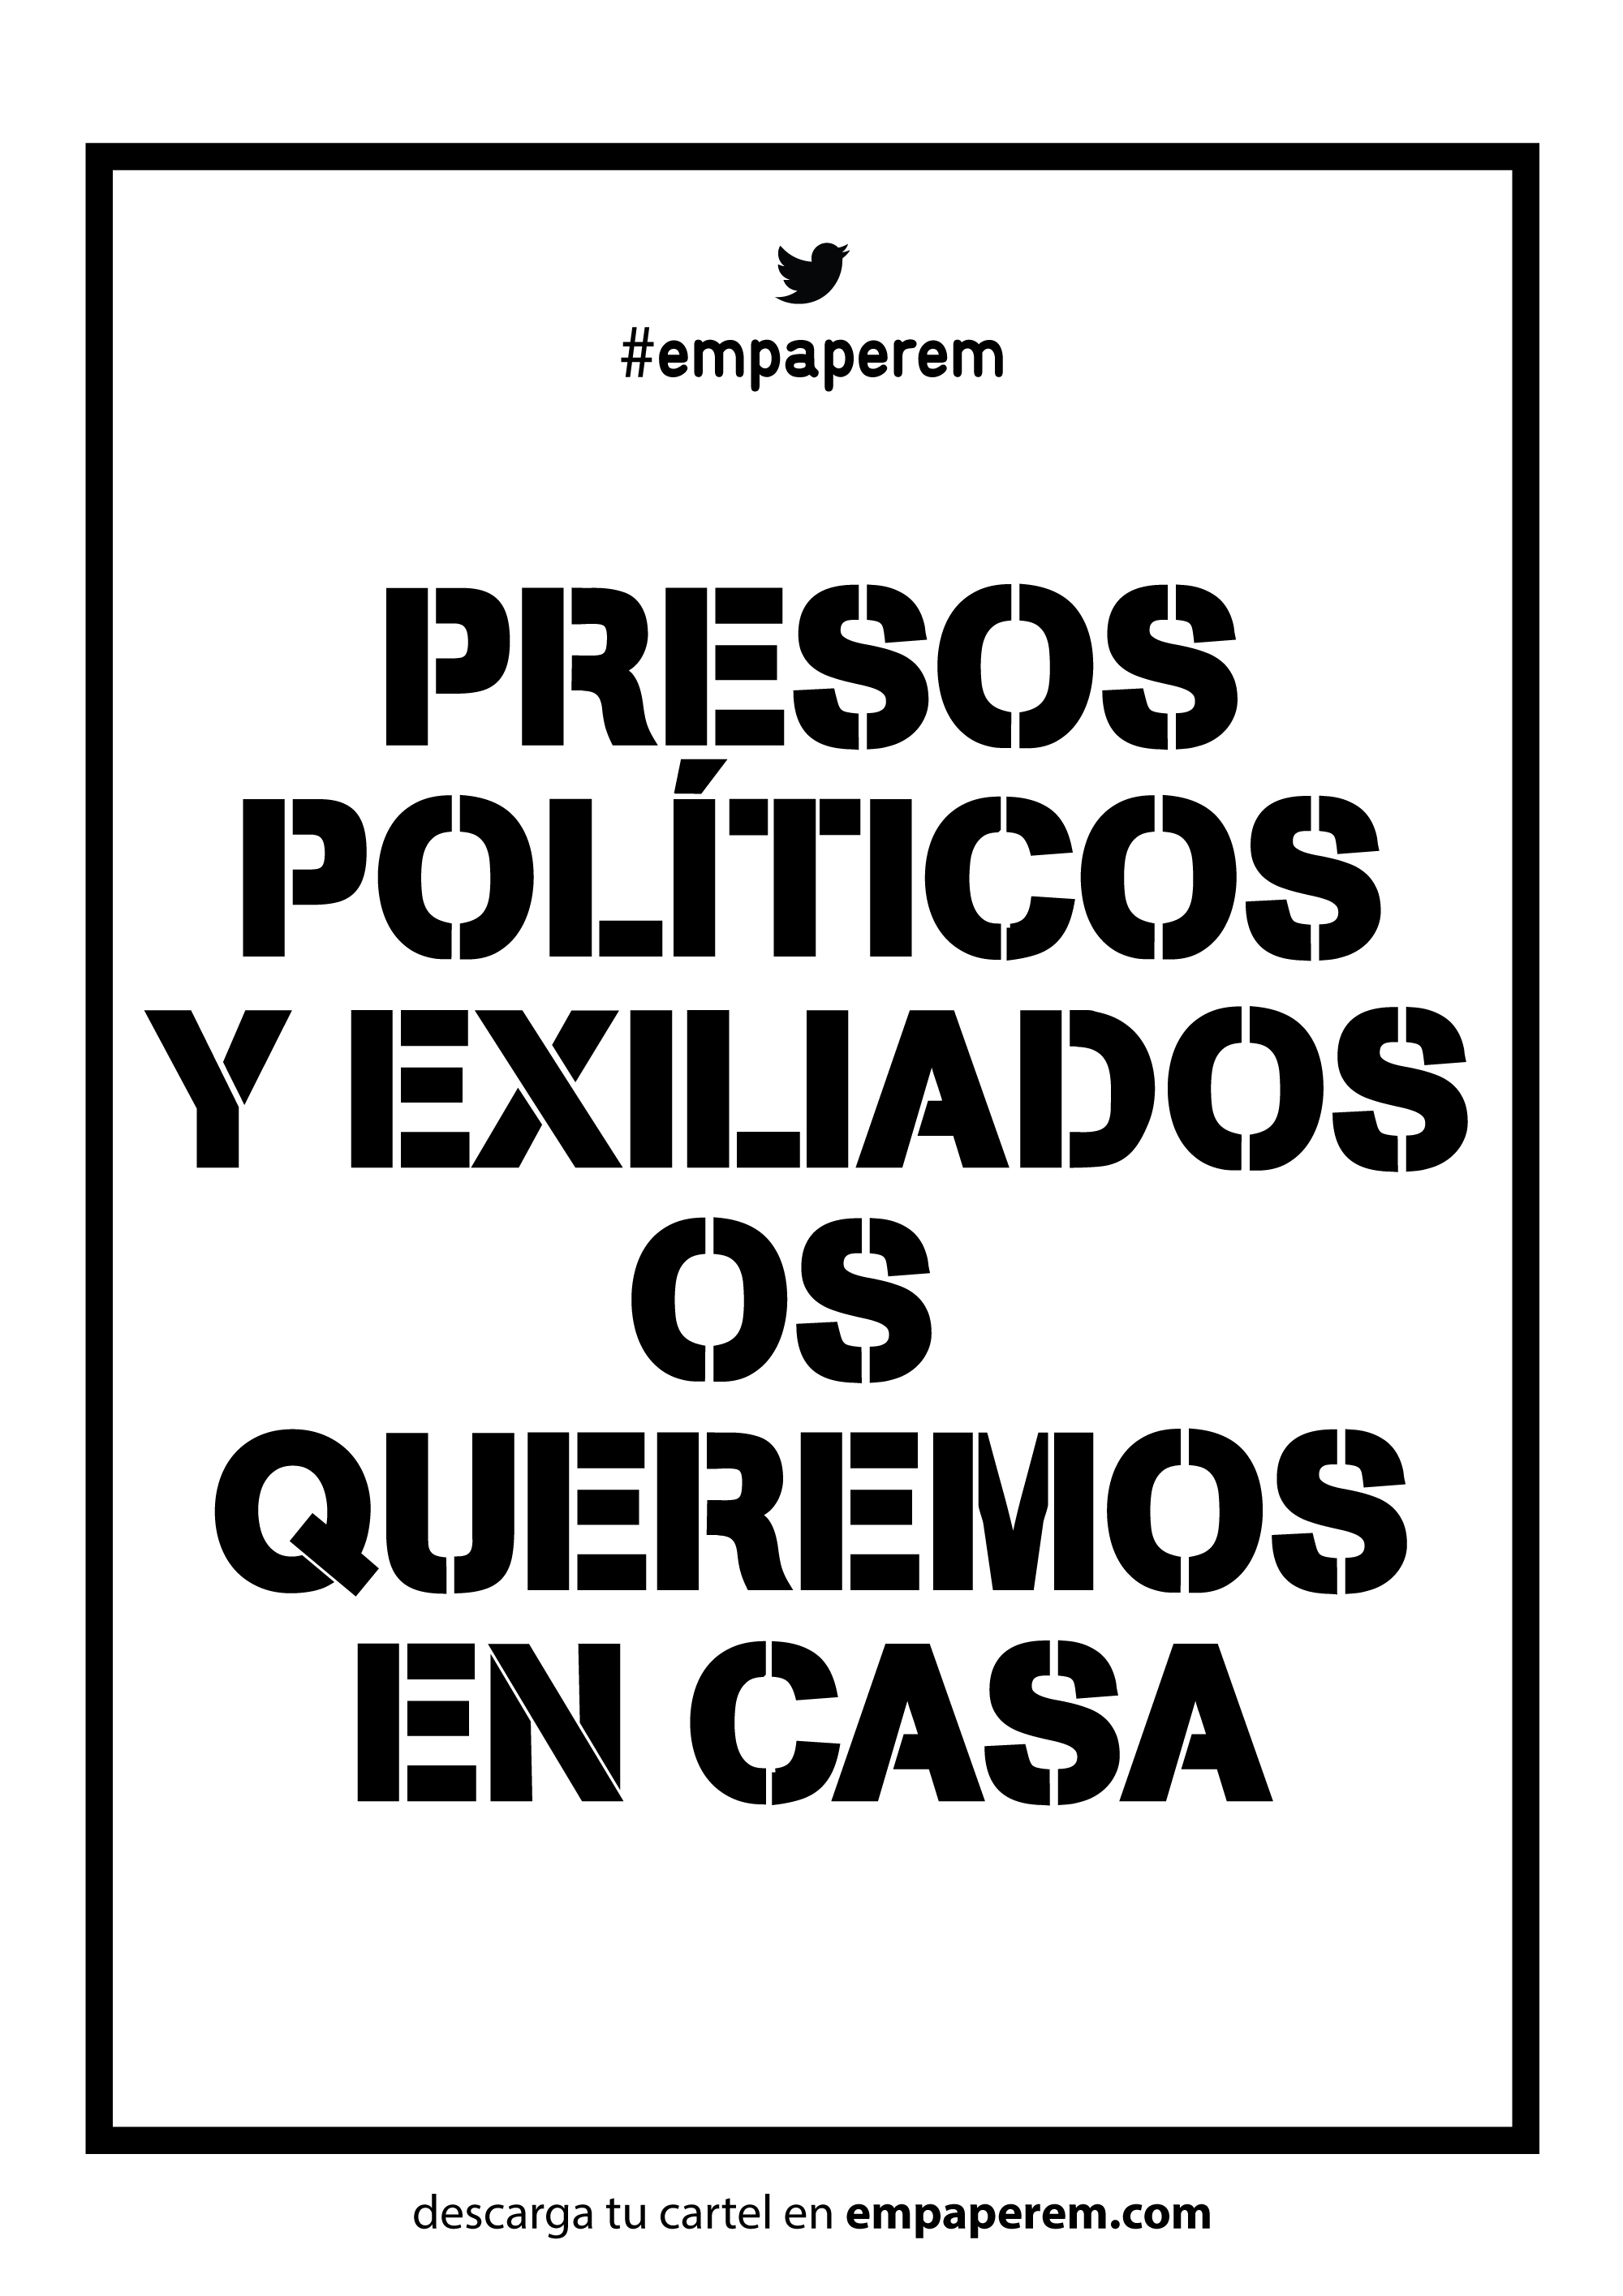 #empaperem
PRESOS
POLÍTICOS
Y EXILIADOS
OS
QUEREMOS
EN CASA
descarga tu cartel en empaperem.com